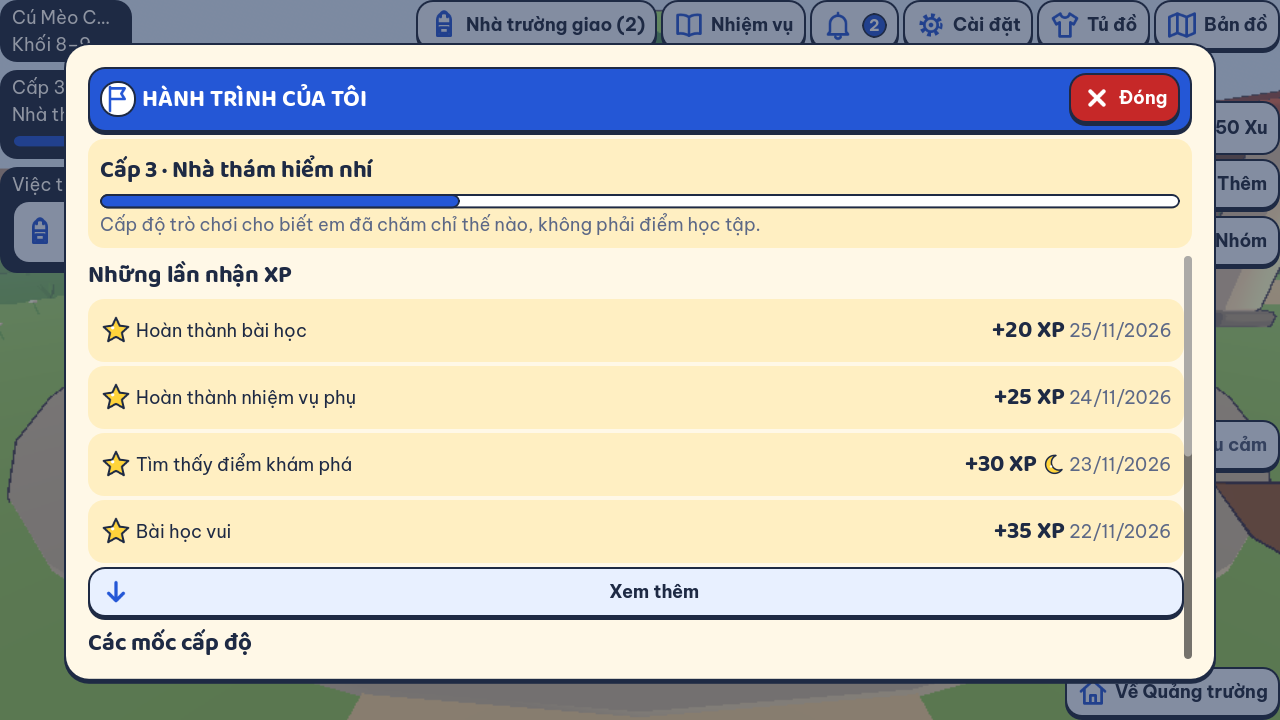 Cú Mèo C...
Khối 8–9
Nhà trường giao (2)
Nhiệm vụ
2
Cài đặt
Tủ đồ
Bản đồ
HÀNH TRÌNH CỦA TÔI
Đóng
Cấp 3
Nhà
50 Xu
Cấp 3 · Nhà thám hiểm nhí
Việc
Thêm
Cấp độ trò chơi cho biết em đã chăm chỉ thế nào, không phải điểm học tập.
Nhóm
Những lần nhận XP
Hoàn thành bài học
+20 XP 25/11/2026
Hoàn thành nhiệm vụ phụ
+25 XP 24/11/2026
Tìm thấy điểm khám phá
+30 XP 23/11/2026
cảm
Bài học vui
+35 XP 22/11/2026
Xem thêm
Các mốc cấp độ
Về Quảng trường